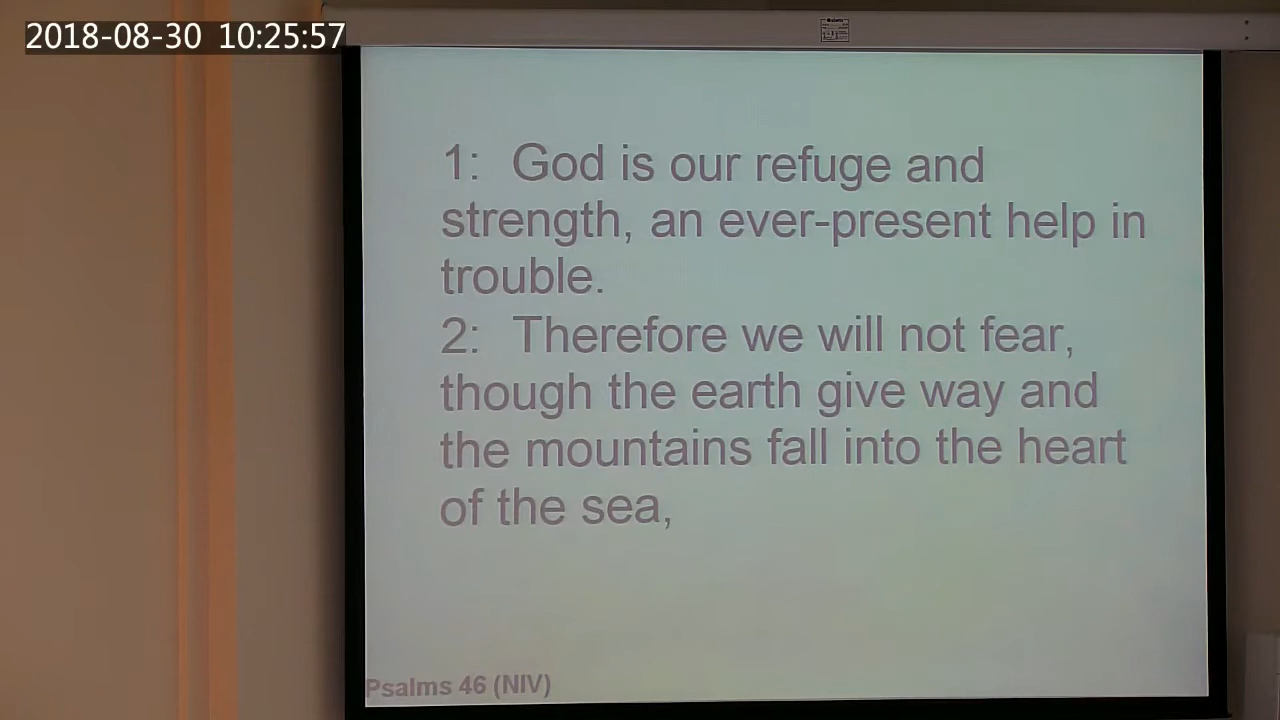 2018-08-30 10:25:57
1: God is our refuge and
strength, an ever-present help in
trouble.
2: Therefore we will not fear,
though the earth give way and
the mountains fall into the heart
of the sea,
Psalms 46 (NIV)